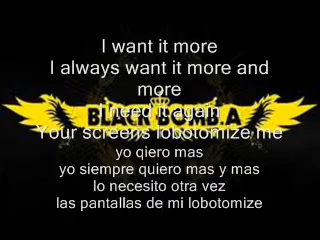 I want it more
I always want it more and
more
I need it again
BLACK BOMB.A
Your screens lobotomize me
yo qiero mas
yo siempre quiero mas y mas
lo necesito otra vez
las pantallas de mi lobotomize